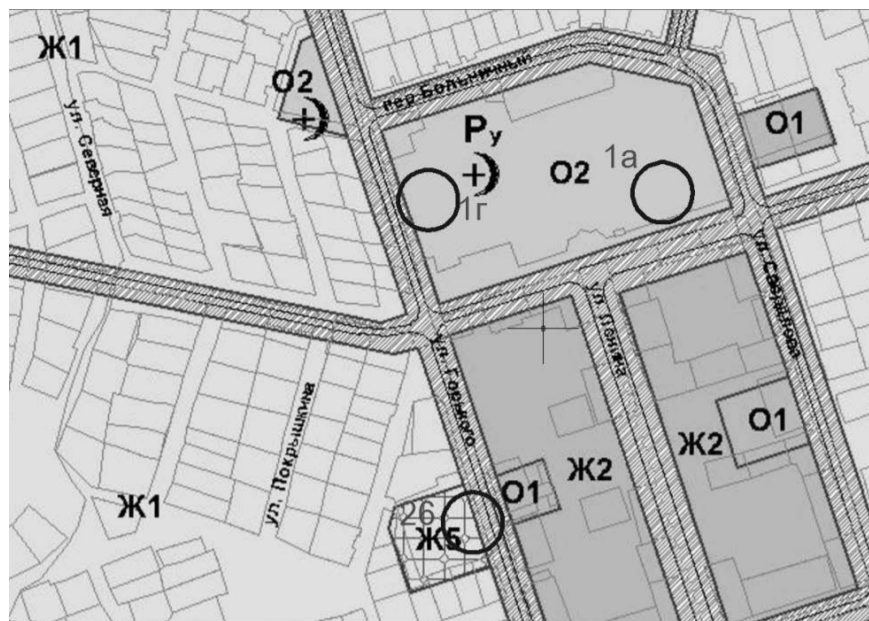 Ж1
О2
ул. Северная
пер Больничный
Ру
О2
1а
1г
О1
ул. Свердлова
ул. Ленина
ул. Горького
ул. Покрышкина
О1
Ж2
Ж2
О1
Ж1
26
Ж5